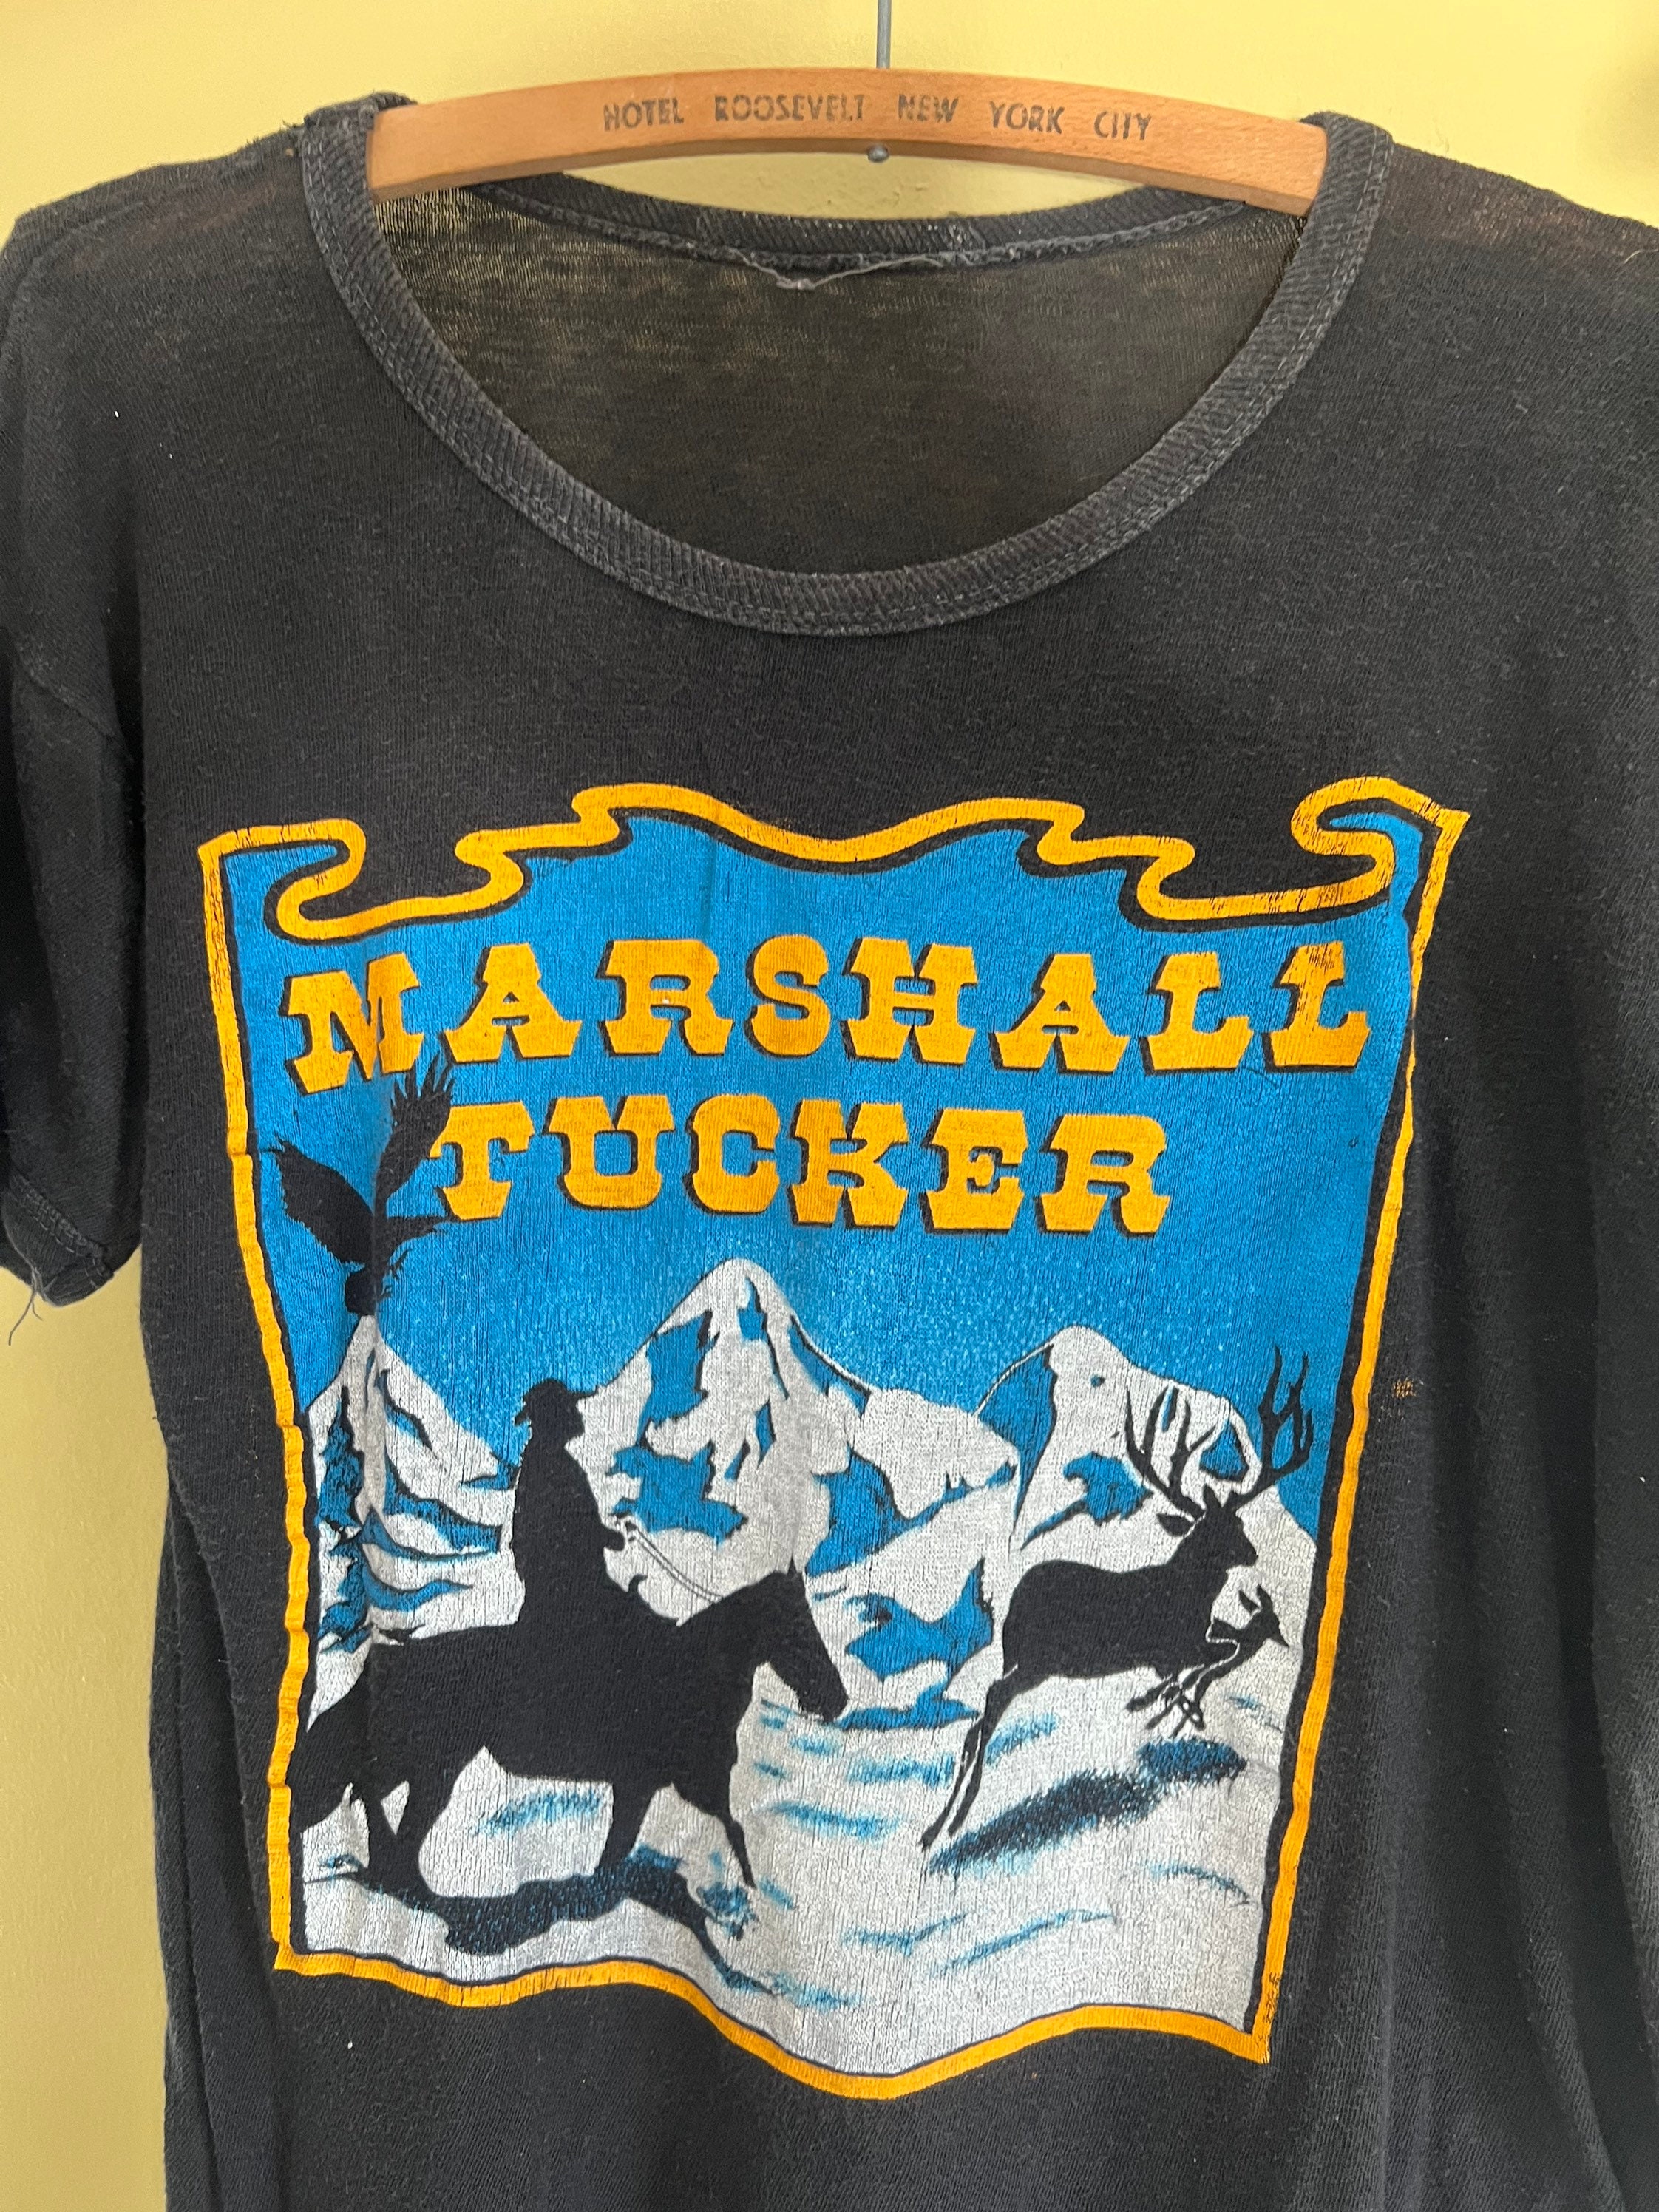 HOTEL ROOSEVELT NEW YORK CITY
MARSHALL
TUCKER